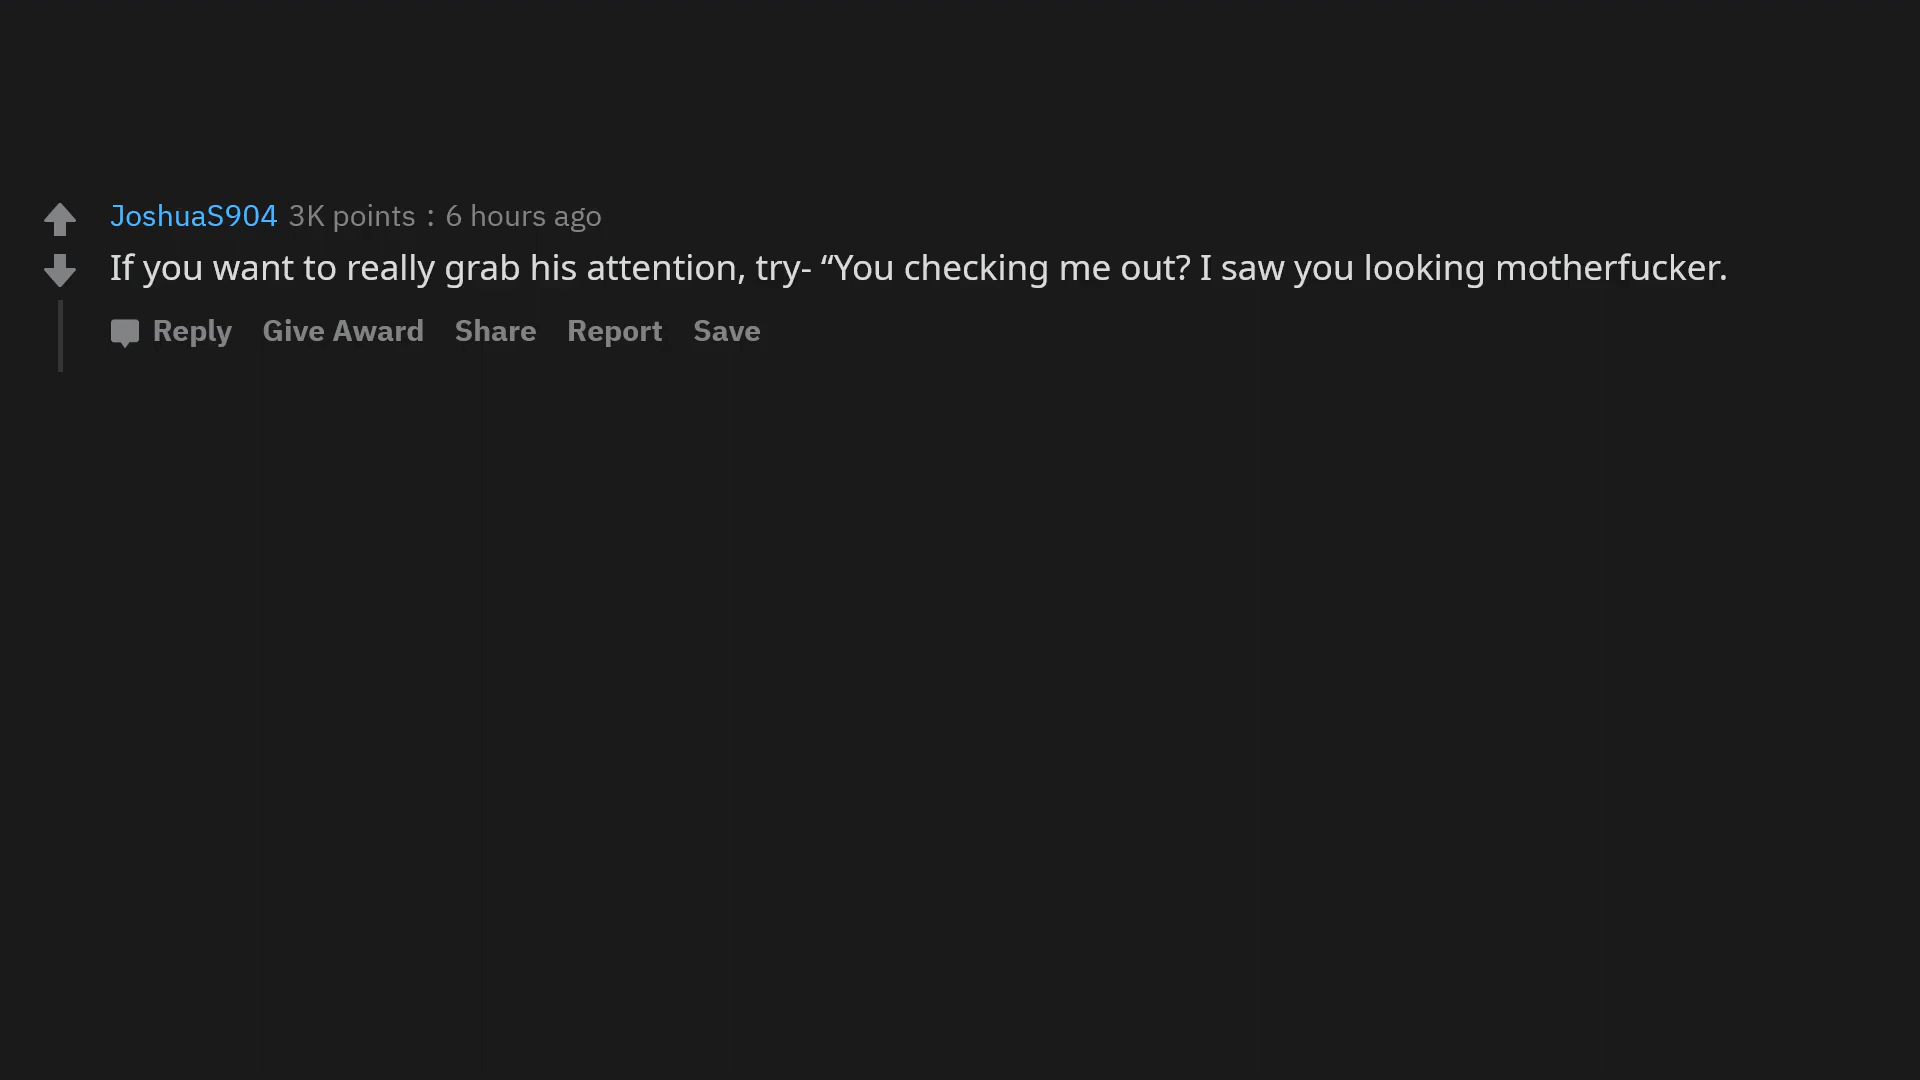 JoshuaS904 3K points : 6 hours ago
If you want to really grab his attention, try- “You checking me out? I saw you looking motherfucker.
Reply Give Award Share Report Save